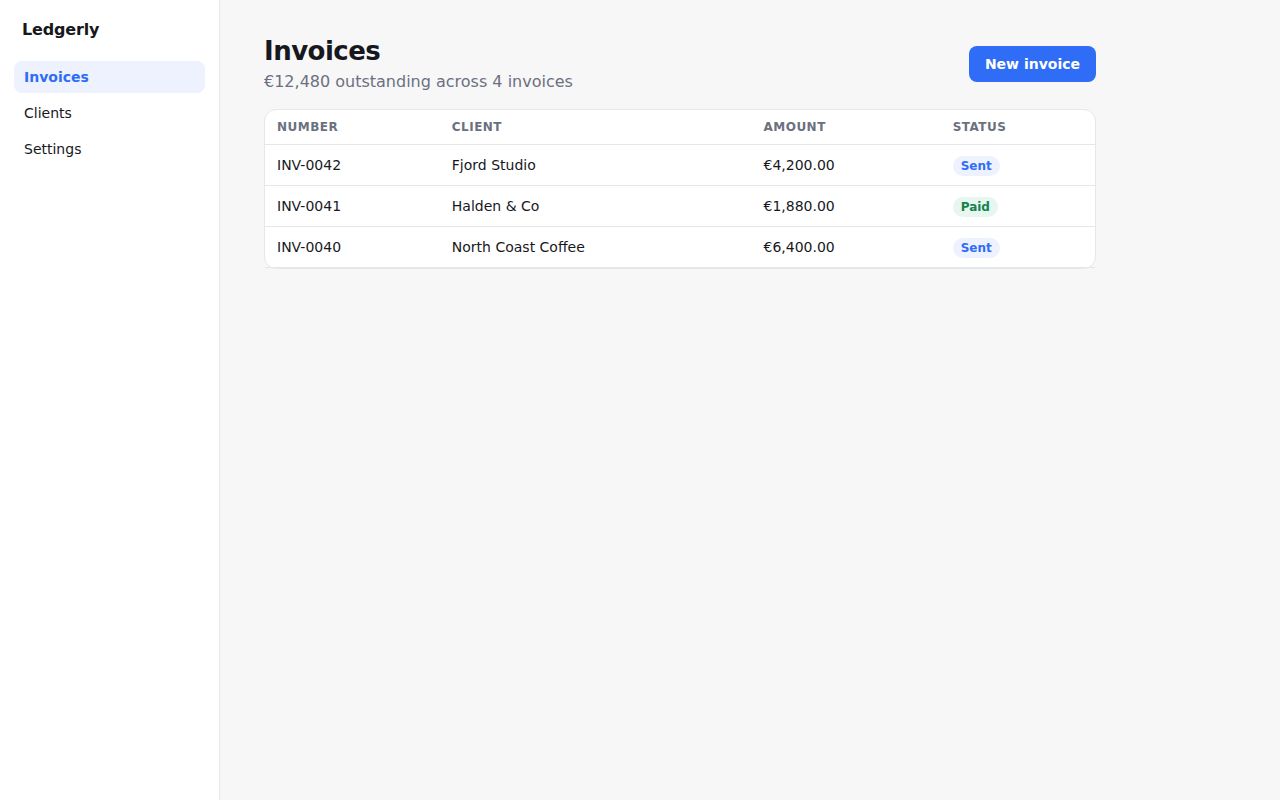 Ledgerly
Invoices
Clients
Settings
Invoices
€12,480 outstanding across 4 invoices
New invoice
NUMBER CLIENT AMOUNT STATUS
INV-0042 Fjord Studio €4,200.00 Sent
INV-0041 Halden & Co €1,880.00 Paid
INV-0040 North Coast Coffee €6,400.00 Sent